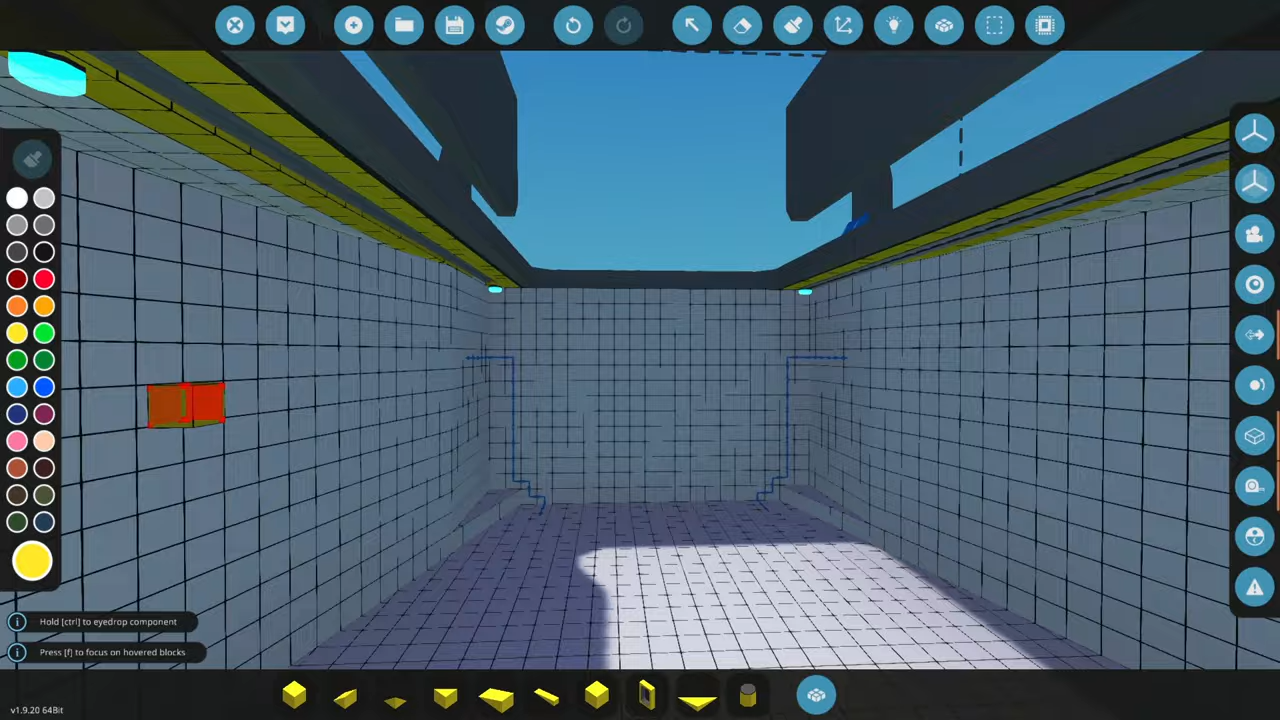 Hold [ctrl] to eyedrop component
Press [f] to focus on hovered blocks
v1.9.20 64Bit